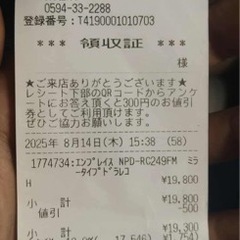 0594-33-2288
登録番号:T4190001010703
*** 領収証 ***
様
★ご来店ありがとうございます★
レシート下部のQRコードからアンケ
ートにお答え頂くと300円のお値引
券としてご利用頂けます。
ぜひご協力お願いします。
2025年 8月14日(木) 15:38 (58)
1774734:エンプレイス NPD-RC249FM ミラ
ータイプドラレコ
H ¥19,800
小 計 ¥19,800
値引 -500
小 計 ¥19,300
17,546) ¥1,754)